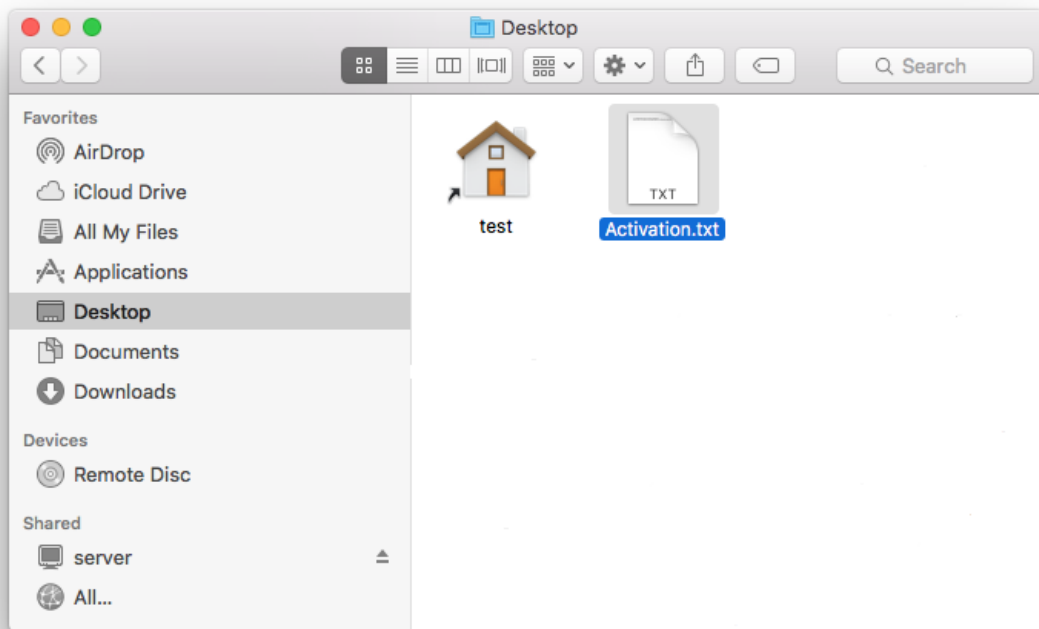 Desktop
Search
Favorites
AirDrop
iCloud Drive
All My Files
Applications
Desktop
Documents
Downloads
Devices
Remote Disc
Shared
server
All...
test
TXT
Activation.txt